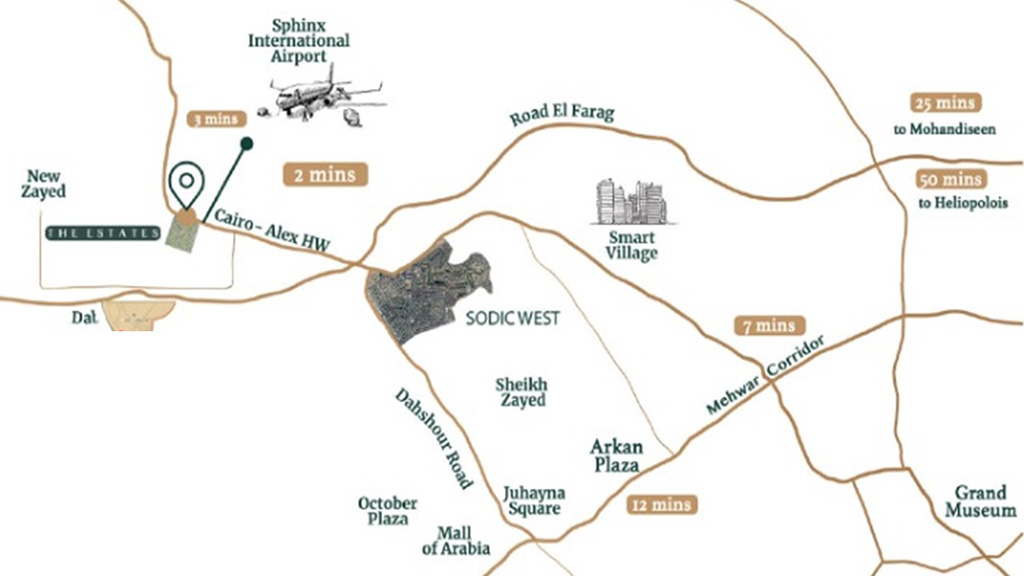 Sphinx
International
Airport
3 mins
2 mins
Road El Farag
25 mins
to Mohandiseen
50 mins
to Heliopolois
New
Zayed
THE ESTATES
Cairo - Alex HW
Smart
Village
Dah
SODIC WEST
7 mins
Mehwar Corridor
Sheikh
Zayed
Dahshour Road
Arkan
Plaza
12 mins
Juhayna
Square
October
Plaza
Mall
of Arabia
Grand
Museum